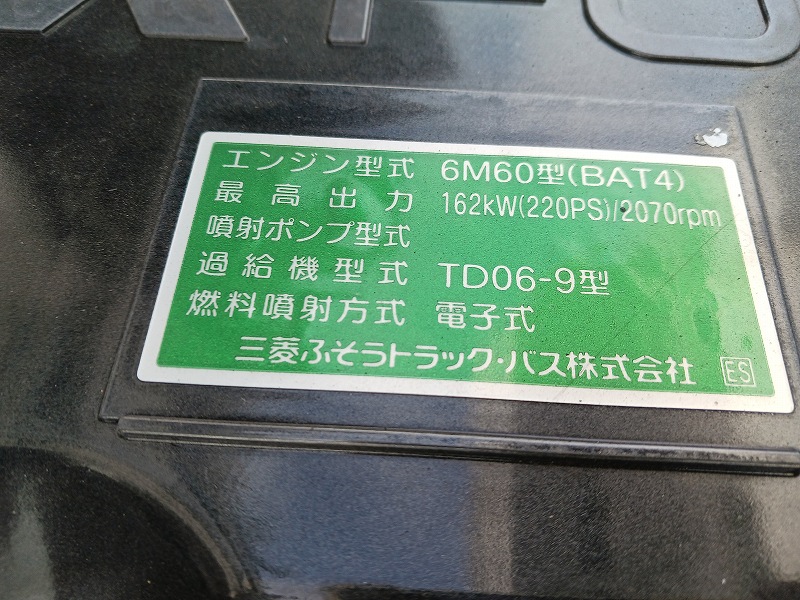 エンジン型式 6M60型(BAT4)
最高出力 162kW(220PS)/2070rpm
噴射ポンプ型式
過給機型式 TD06-9型
燃料噴射方式 電子式
三菱ふそうトラック・バス株式会社 ES